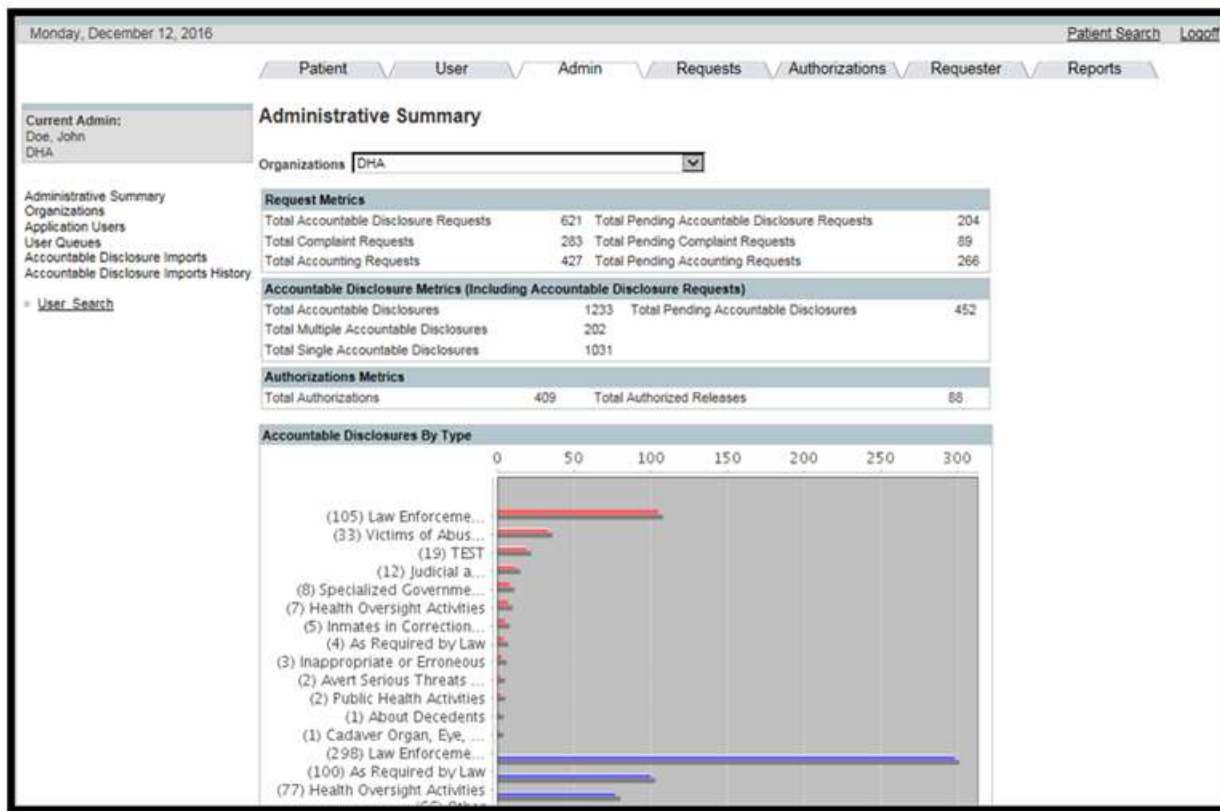 Monday, December 12, 2016 Patient Search Logoff
Patient User Admin Requests Authorizations Requester Reports
Current Admin:
Doe, John
DHA
Administrative Summary
Organizations
Application Users
User Queues
Accountable Disclosure Imports
Accountable Disclosure Imports History
User Search
Administrative Summary
Organizations DHA
Request Metrics
Total Accountable Disclosure Requests 621 Total Pending Accountable Disclosure Requests 204
Total Complaint Requests 283 Total Pending Complaint Requests 89
Total Accounting Requests 427 Total Pending Accounting Requests 266
Accountable Disclosure Metrics (Including Accountable Disclosure Requests)
Total Accountable Disclosures 1233 Total Pending Accountable Disclosures 452
Total Multiple Accountable Disclosures 202
Total Single Accountable Disclosures 1031
Authorizations Metrics
Total Authorizations 409 Total Authorized Releases 88
Accountable Disclosures By Type
0 50 100 150 200 250 300
(105) Law Enforceme...
(33) Victims of Abus...
(19) TEST
(12) Judicial a...
(8) Specialized Governme...
(7) Health Oversight Activities
(5) Inmates in Correction...
(4) As Required by Law
(3) Inappropriate or Erroneous
(2) Avert Serious Threats ...
(2) Public Health Activities
(1) About Decedents
(1) Cadaver Organ, Eye, ...
(298) Law Enforceme...
(100) As Required by Law
(77) Health Oversight Activities